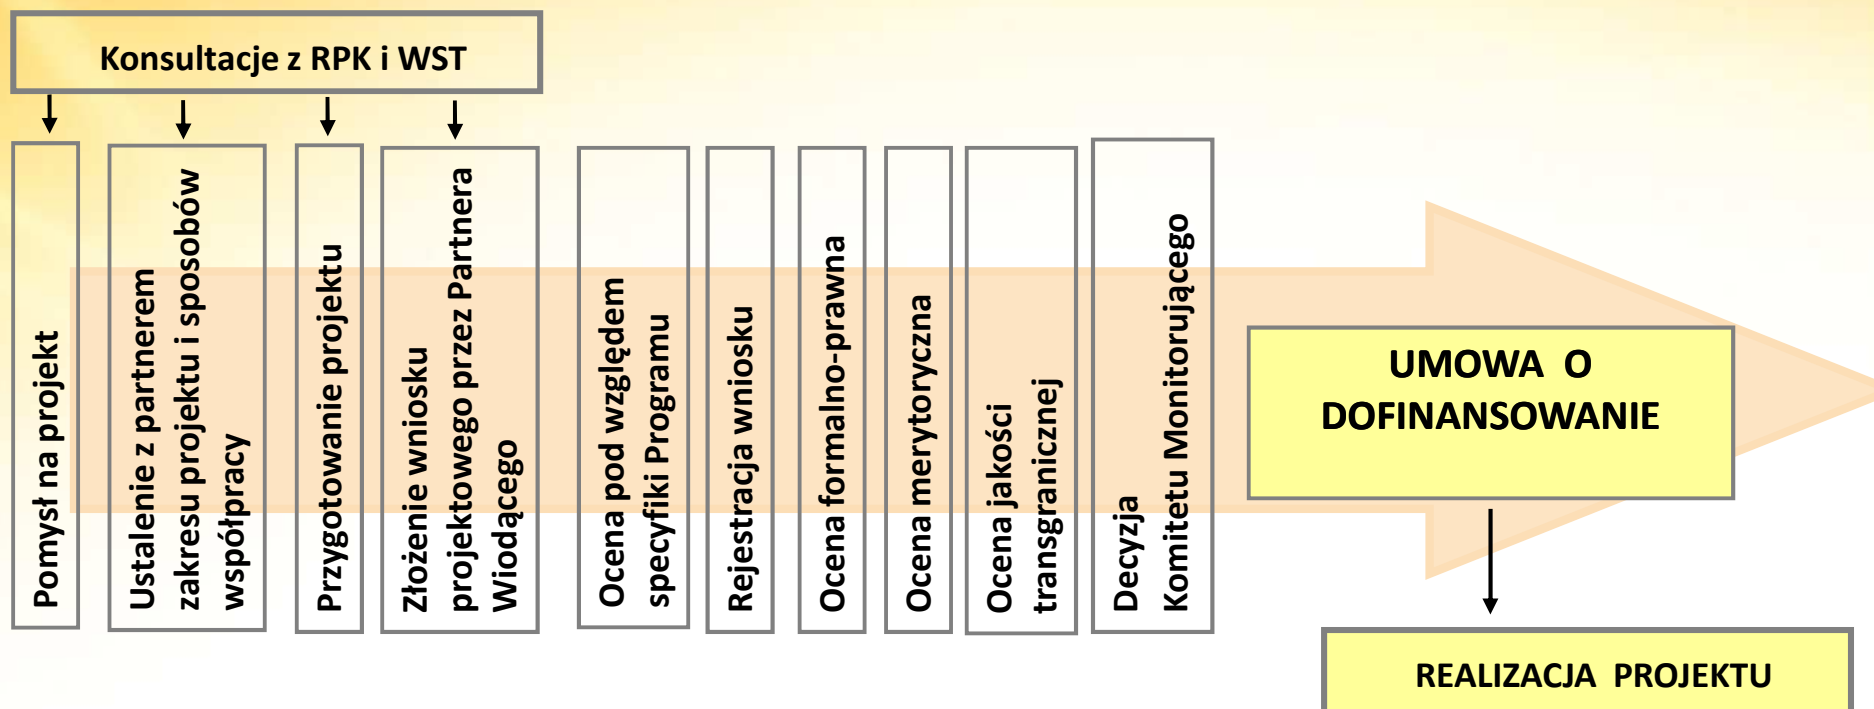 Konsultacje z RPK i WST
Pomysł na projekt
Ustalenie z partnerem
zakresu projektu i sposobów
współpracy
Przygotowanie projektu
Złożenie wniosku
projektowego przez Partnera
Wiodącego
Ocena pod względem
specyfiki Programu
Rejestracja wniosku
Ocena formalno-prawna
Ocena merytoryczna
Ocena jakości
transgranicznej
Decyzja
Komitetu Monitorującego
UMOWA O
DOFINANSOWANIE
REALIZACJA PROJEKTU